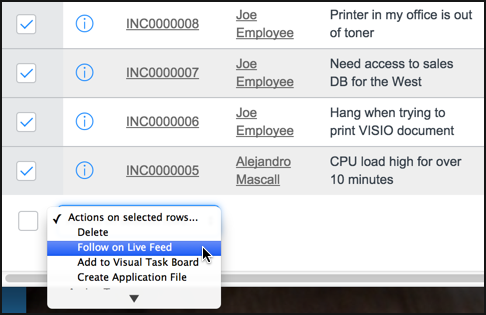 INC0000008 Joe Employee Printer in my office is out of toner
INC0000007 Joe Employee Need access to sales DB for the West
INC0000006 Joe Employee Hang when trying to print VISIO document
INC0000005 Alejandro Mascall CPU load high for over 10 minutes
Actions on selected rows...
Delete
Follow on Live Feed
Add to Visual Task Board
Create Application File